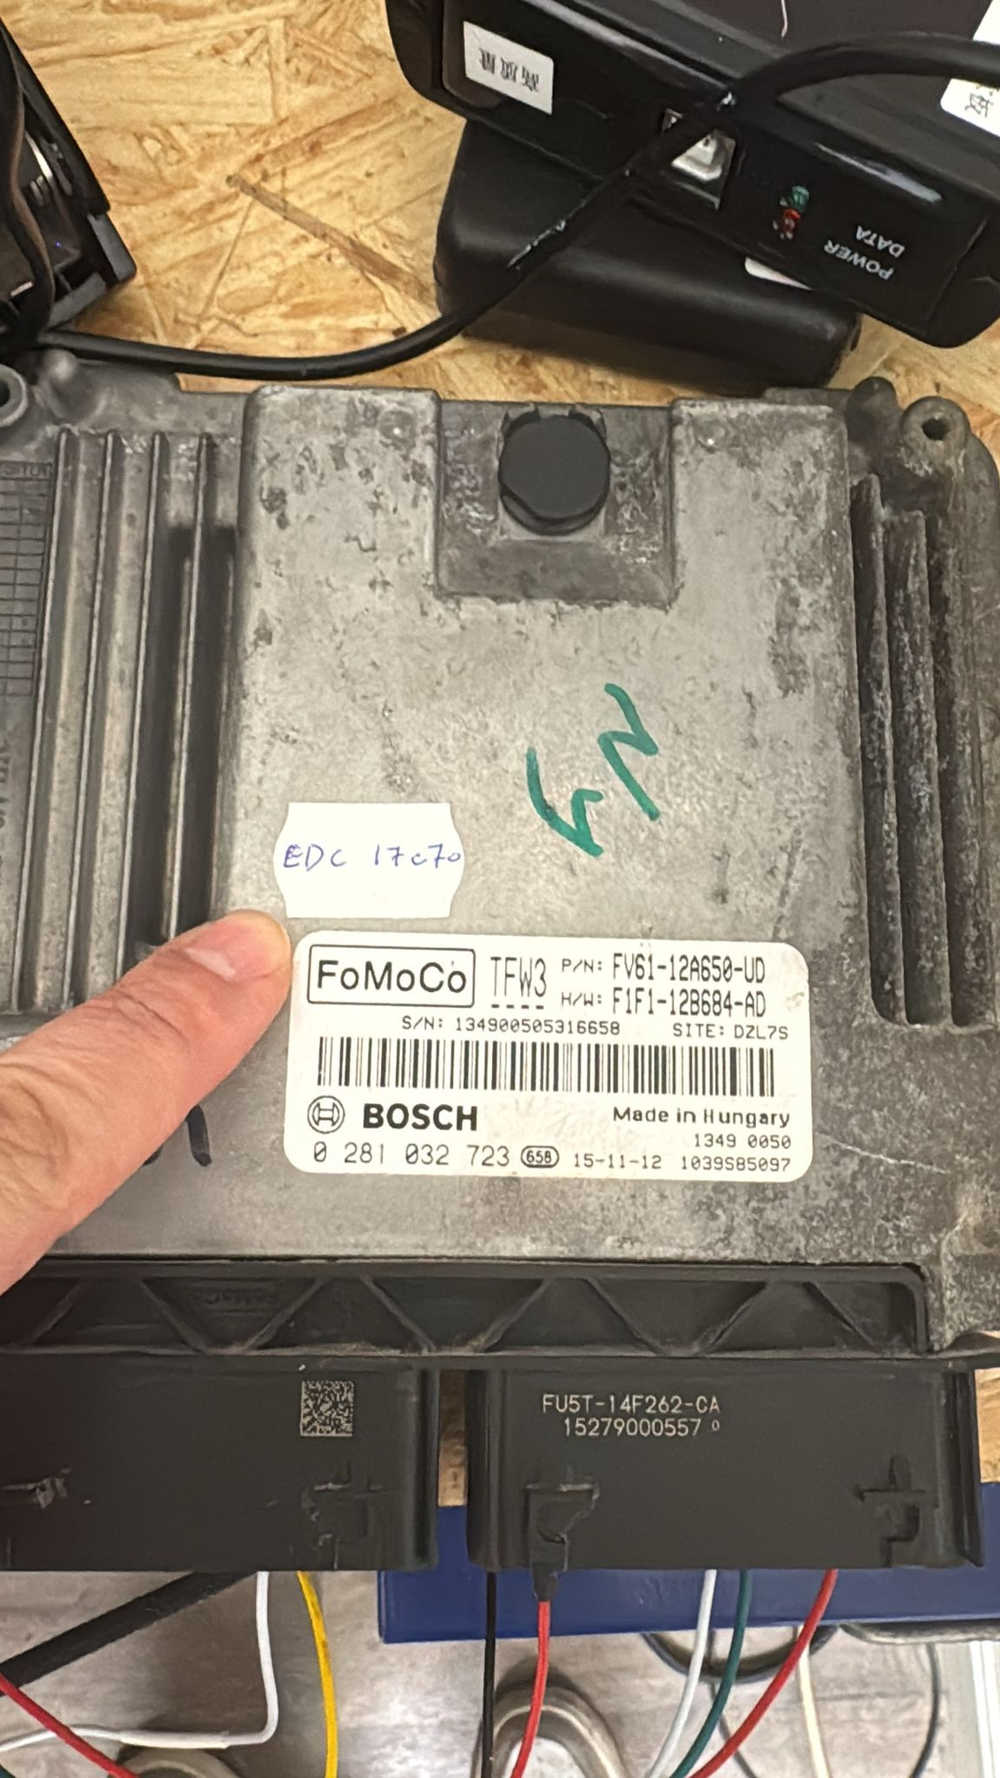 POWER
DATA
EDC 17c70
FoMoCo
TFW3
P/N: FV61-12A650-UD
H/W: F1F1-12B684-AD
S/N: 134900505316658
SITE: DZL7S
BOSCH
Made in Hungary
1349 0050
0 281 032 723 658 15-11-12 1039S85097
FU5T-14F262-CA
15279000557 0